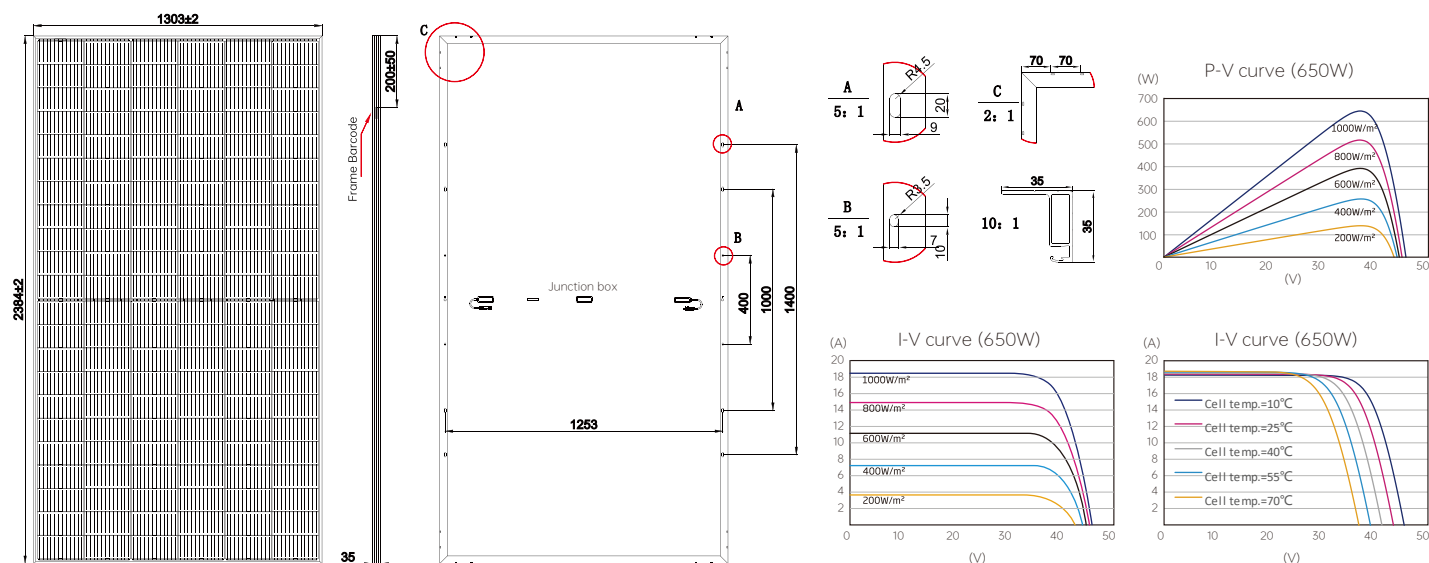 1303±2
2384±2
200±50
Frame Barcode
35
C
A
B
Junction box
400
1000
1400
1253
A
5: 1
R4.5
20
9
C
2: 1
70
70
B
5: 1
R3.5
7
10
10: 1
35
35
P-V curve (650W)
(W)
700
600
500
400
300
200
100
1000W/m²
800W/m²
600W/m²
400W/m²
200W/m²
0
10
20
30
40
50
(V)
I-V curve (650W)
(A)
20
18
16
14
12
10
8
6
4
2
1000W/m²
800W/m²
600W/m²
400W/m²
200W/m²
0
10
20
30
40
50
(V)
I-V curve (650W)
(A)
20
18
16
14
12
10
8
6
4
2
Cell temp.=10℃
Cell temp.=25℃
Cell temp.=40℃
Cell temp.=55℃
Cell temp.=70℃
0
10
20
30
40
50
(V)